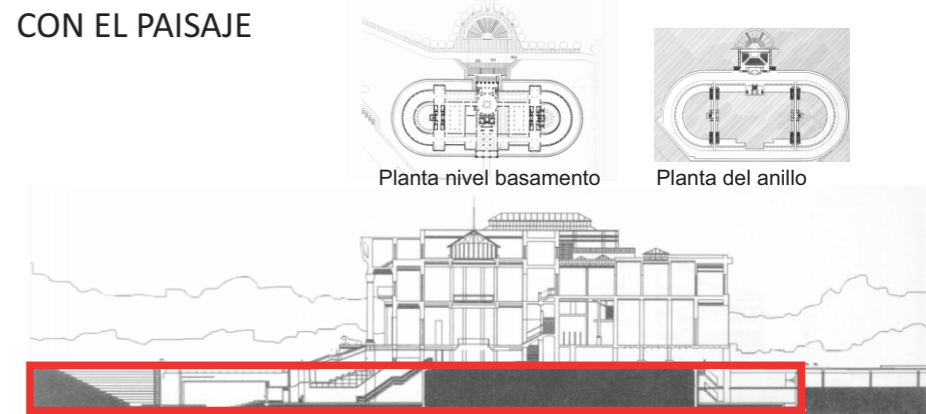 CON EL PAISAJE
Planta nivel basamento
Planta del anillo